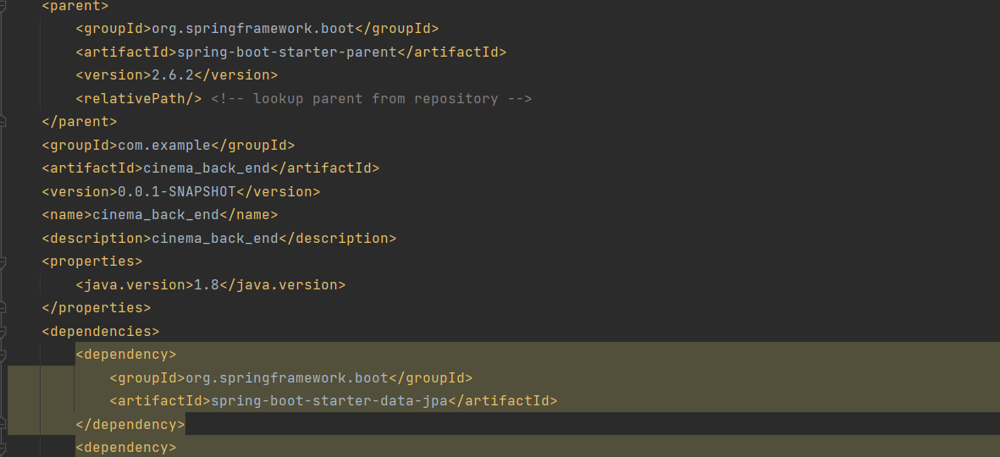 <parent>
<groupId>org.springframework.boot</groupId>
<artifactId>spring-boot-starter-parent</artifactId>
<version>2.6.2</version>
<relativePath/> <!-- lookup parent from repository -->
</parent>
<groupId>com.example</groupId>
<artifactId>cinema_back_end</artifactId>
<version>0.0.1-SNAPSHOT</version>
<name>cinema_back_end</name>
<description>cinema_back_end</description>
<properties>
<java.version>1.8</java.version>
</properties>
<dependencies>
<dependency>
<groupId>org.springframework.boot</groupId>
<artifactId>spring-boot-starter-data-jpa</artifactId>
</dependency>
<dependency>